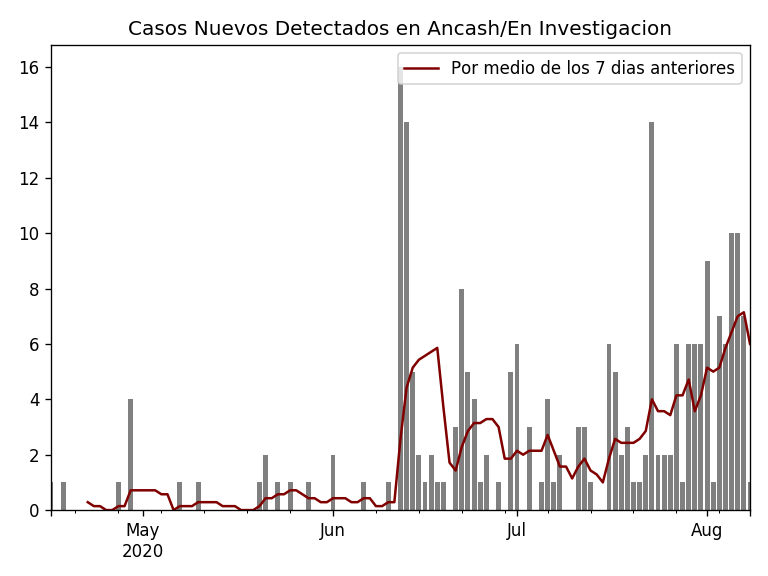 Casos Nuevos Detectados en Ancash/En Investigacion
Por medio de los 7 dias anteriores
16
14
12
10
8
6
4
2
0
May
2020
Jun
Jul
Aug